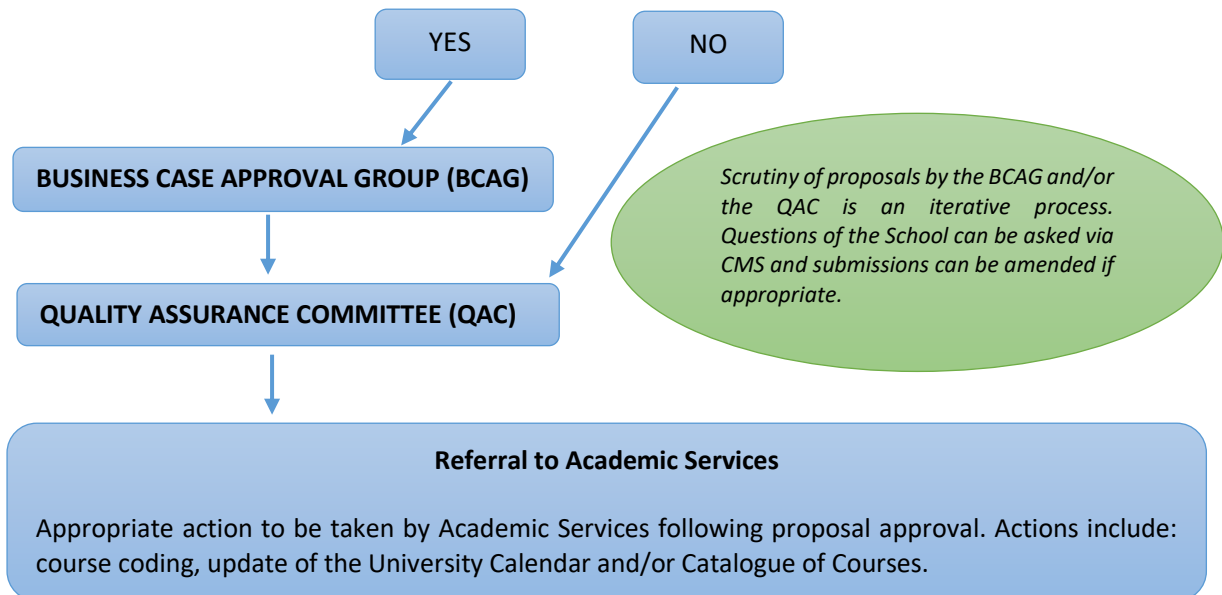 YES
NO
BUSINESS CASE APPROVAL GROUP (BCAG)
Scrutiny of proposals by the BCAG and/or
the QAC is an iterative process.
Questions of the School can be asked via
CMS and submissions can be amended if
appropriate.
QUALITY ASSURANCE COMMITTEE (QAC)
Referral to Academic Services
Appropriate action to be taken by Academic Services following proposal approval. Actions include:
course coding, update of the University Calendar and/or Catalogue of Courses.